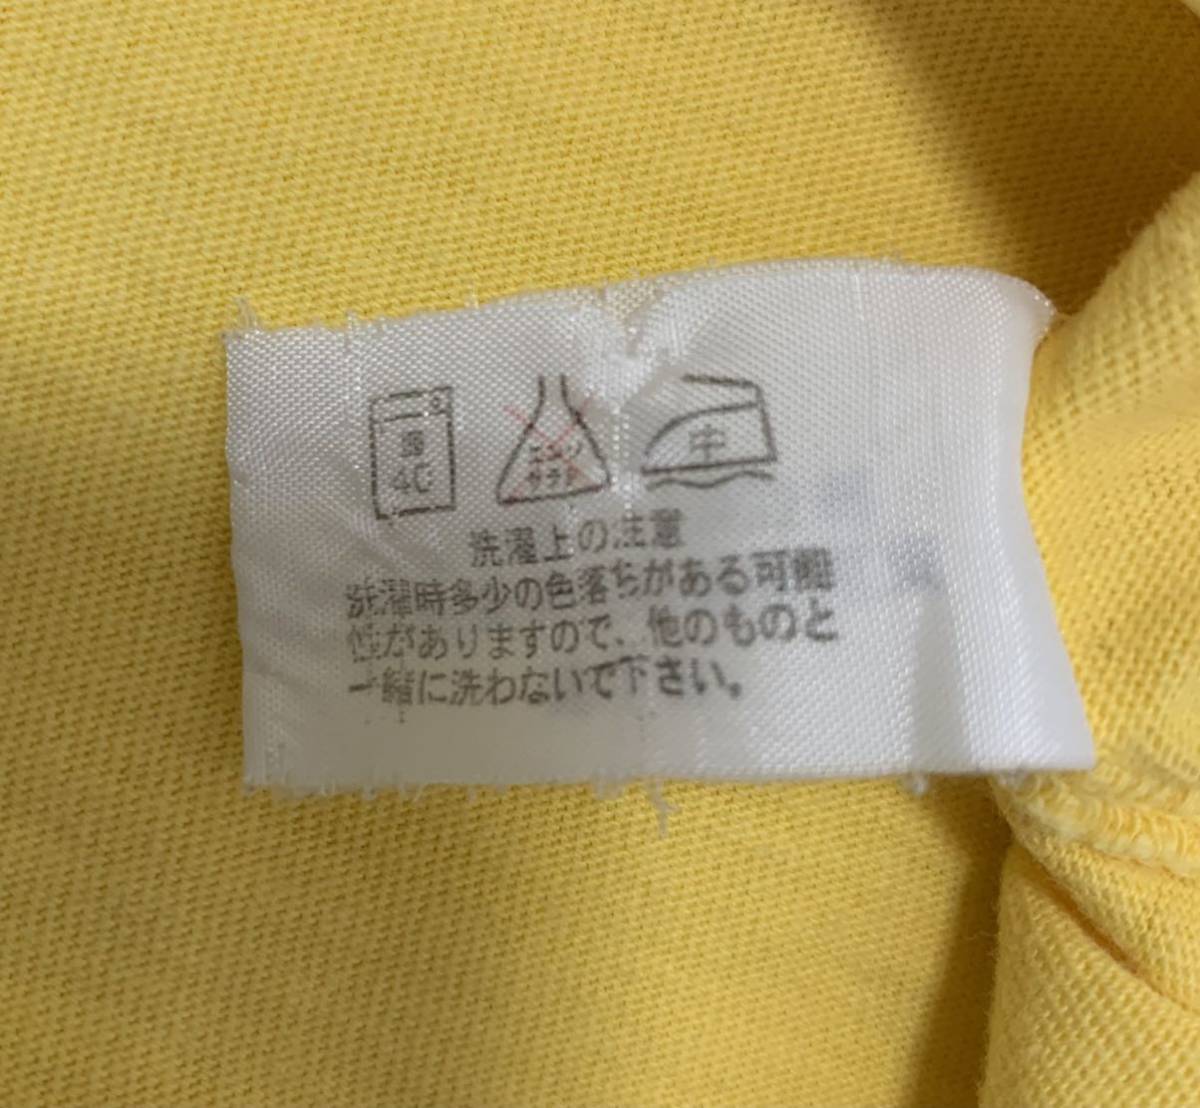 40
エンソ
サラシ
中
洗濯上の注意
洗濯時多少の色落ちがある可能
性がありますので、他のものと
一緒に洗わないで下さい。